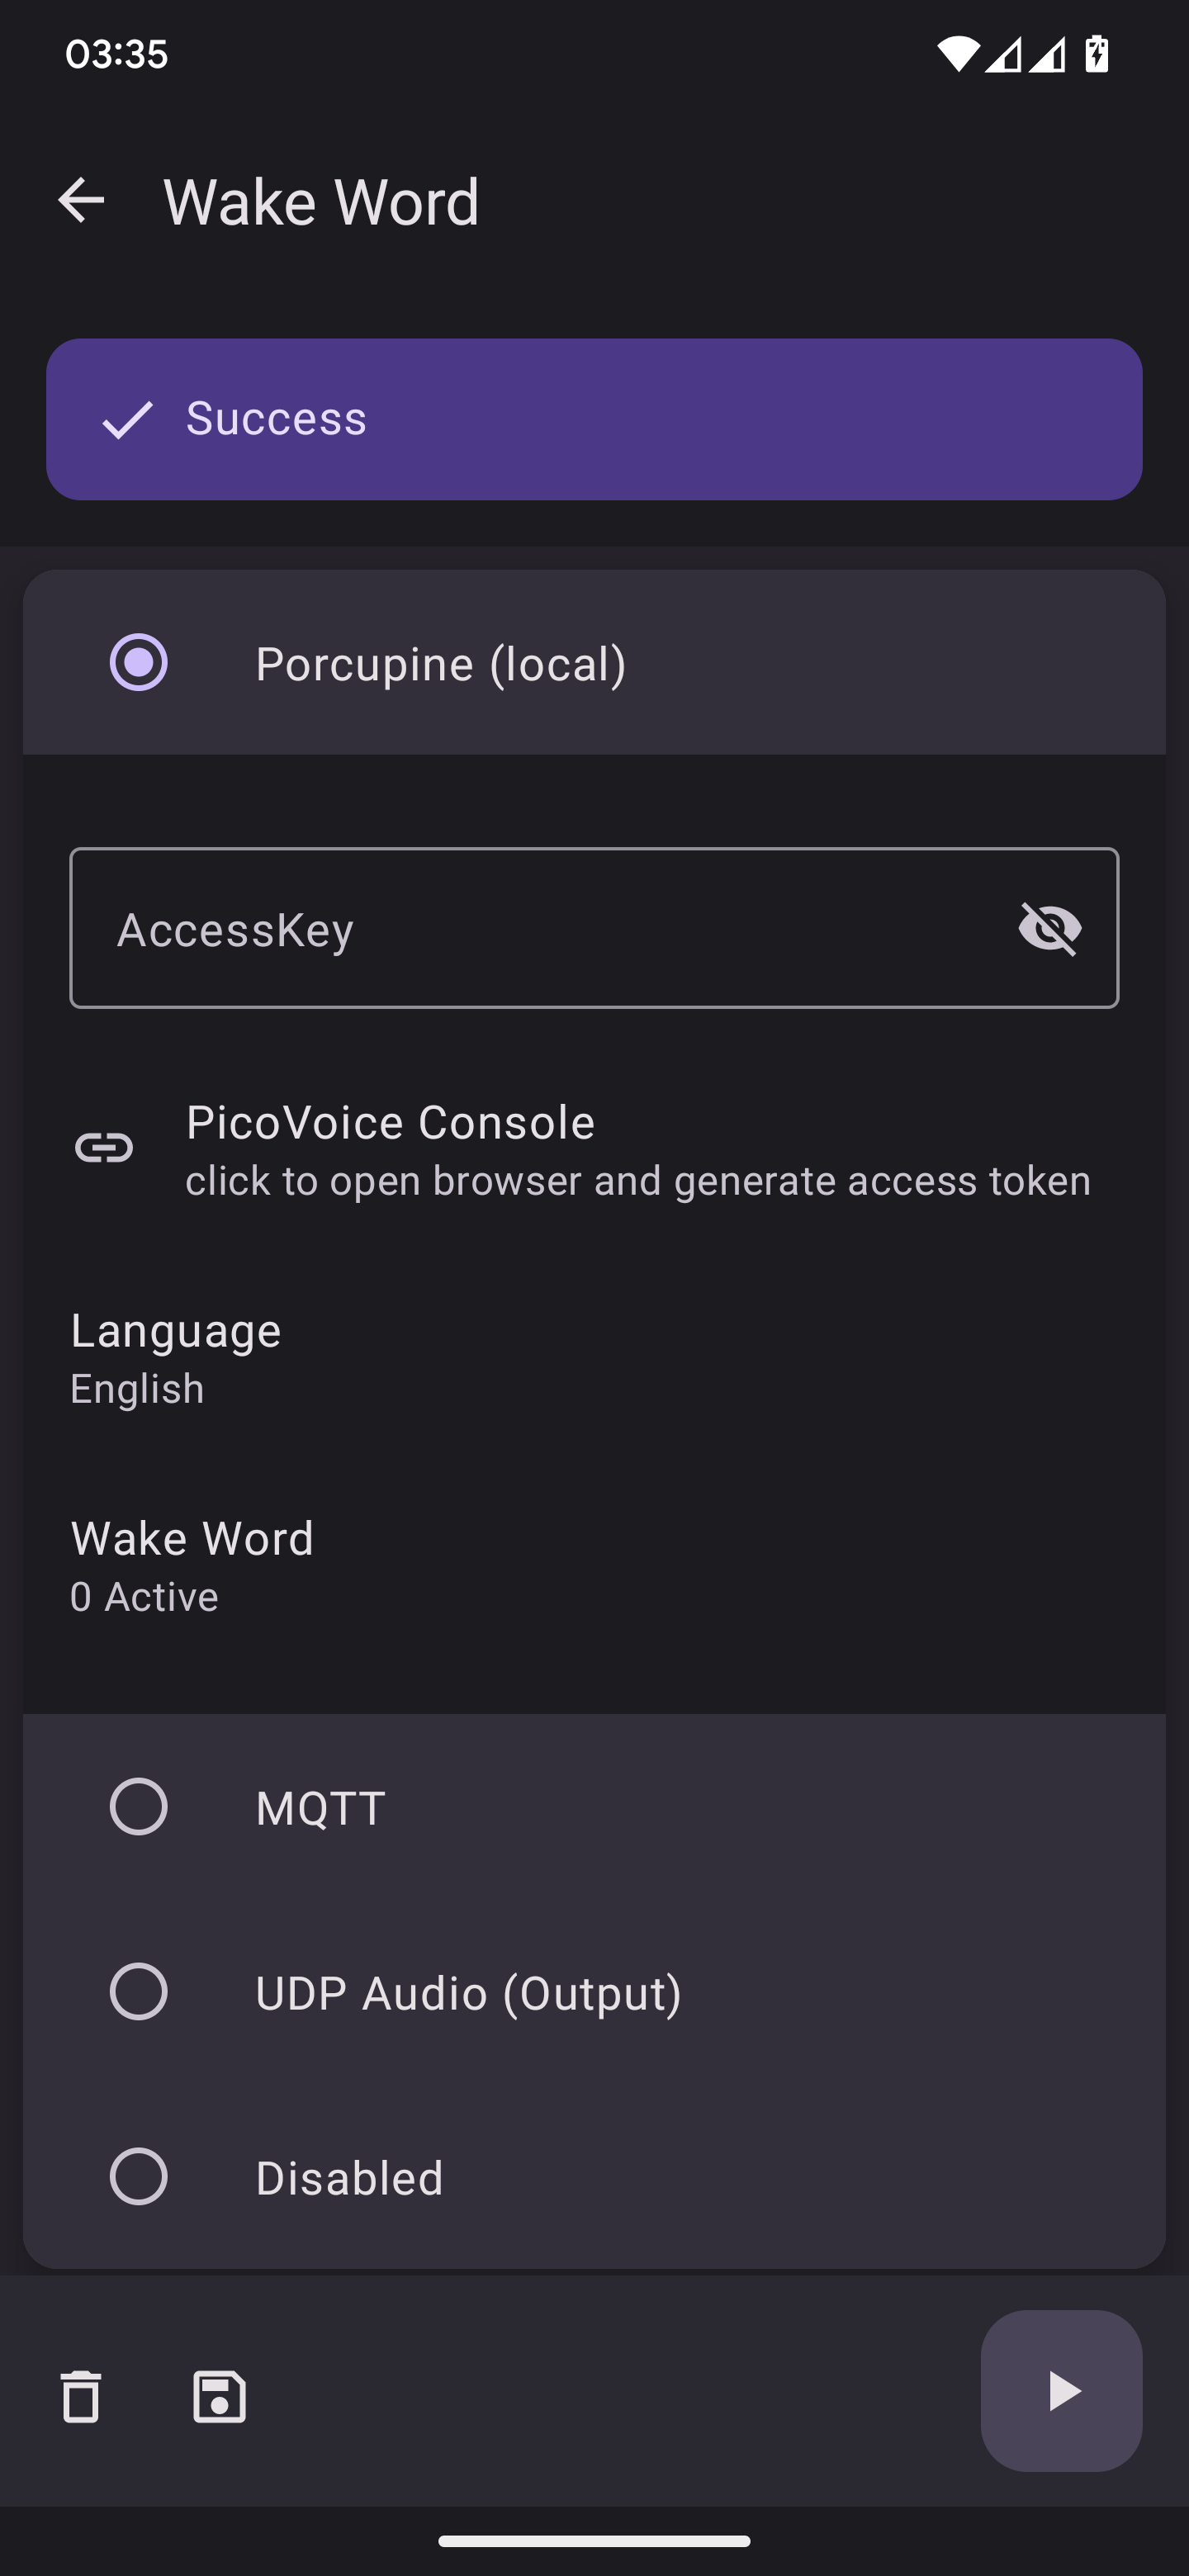 03:35
Wake Word
Success
Porcupine (local)
AccessKey
PicoVoice Console
click to open browser and generate access token
Language
English
Wake Word
0 Active
MQTT
UDP Audio (Output)
Disabled